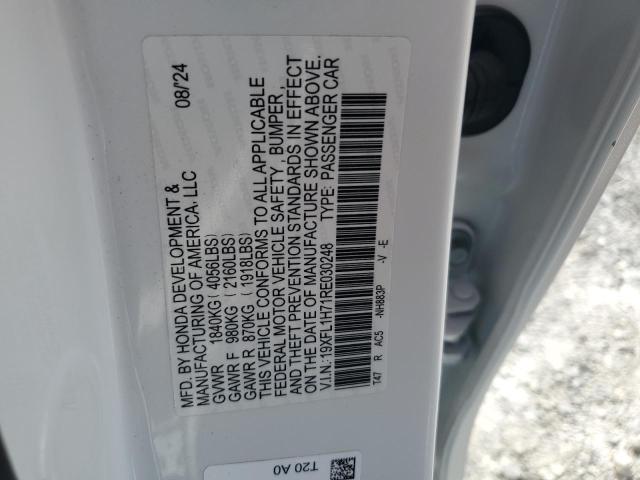 MFD. BY HONDA DEVELOPMENT & 08/'24
MANUFACTURING OF AMERICA, LLC
GVWR 1840KG(4056LBS)
GAWR F 980KG (2160LBS)
GAWR R 870KG (1918LBS)
THIS VEHICLE CONFORMS TO ALL APPLICABLE
FEDERAL MOTOR VEHICLE SAFETY, BUMPER,
AND THEFT PREVENTION STANDARDS IN EFFECT
ON THE DATE OF MANUFACTURE SHOWN ABOVE.
V.I.N.:19XFL1H71RE030248 TYPE: PASSENGER CAR
T47 R AC5 -NH883P -V -E
T20 A0